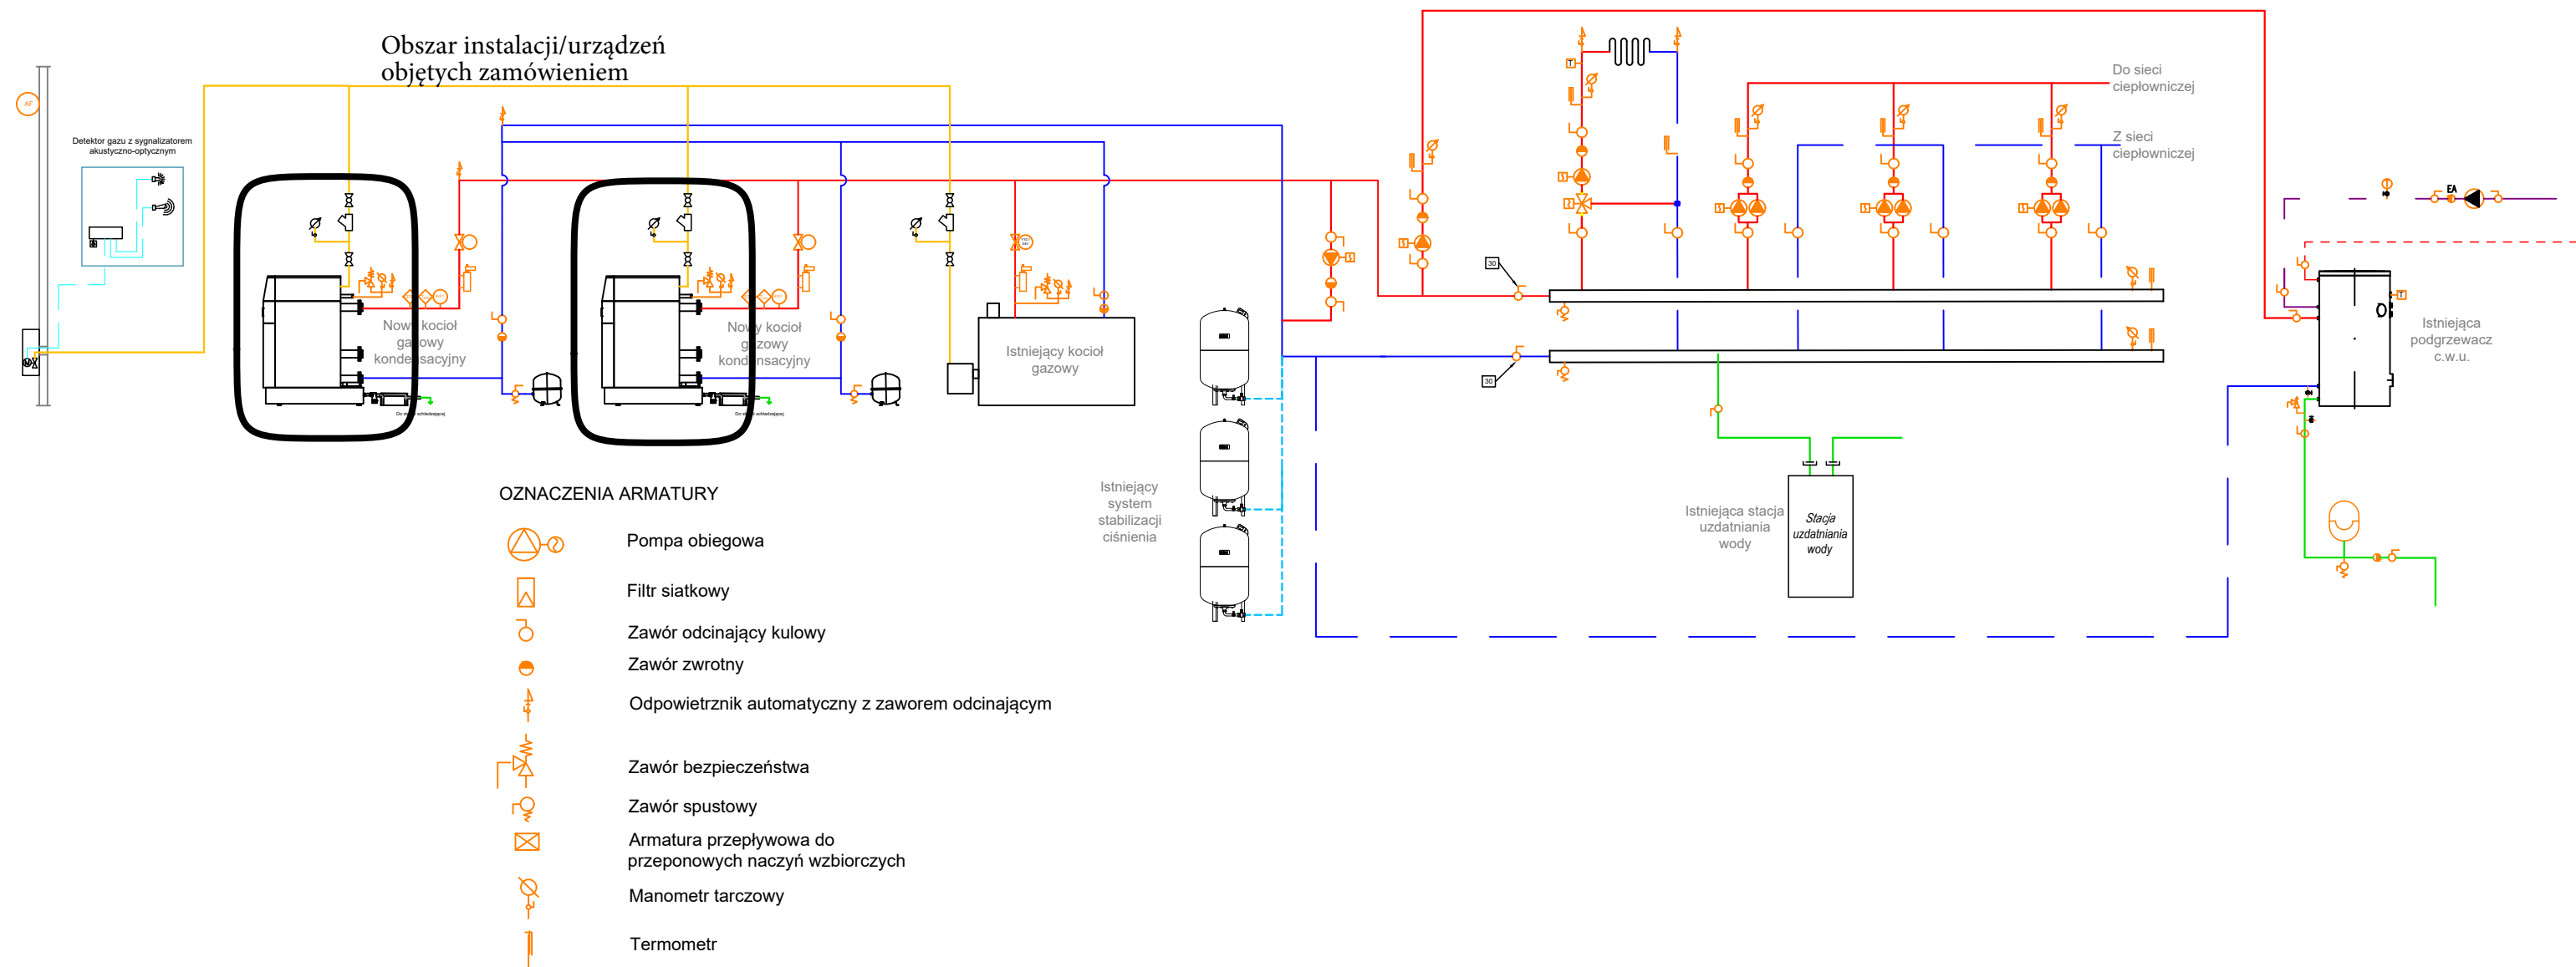 Obszar instalacji/urządzeń
objętych zamówieniem
AF
Detektor gazu z sygnalizatorem
akustyczno-optycznym
Do sieci
ciepłowniczej
Z sieci
ciepłowniczej
T
EA
30
30
T
Nowy kocioł
gazowy
kondensacyjny
Nowy kocioł
gazowy
kondensacyjny
Istniejący kocioł
gazowy
Istniejąca
podgrzewacz
c.w.u.
Istniejący
system
stabilizacji
ciśnienia
Istniejąca stacja
uzdatniania
wody
Stacja
uzdatniania
wody
OZNACZENIA ARMATURY
Pompa obiegowa
Filtr siatkowy
Zawór odcinający kulowy
Zawór zwrotny
Odpowietrznik automatyczny z zaworem odcinającym
Zawór bezpieczeństwa
Zawór spustowy
Armatura przepływowa do
przeponowych naczyń wzbiorczych
Manometr tarczowy
Termometr